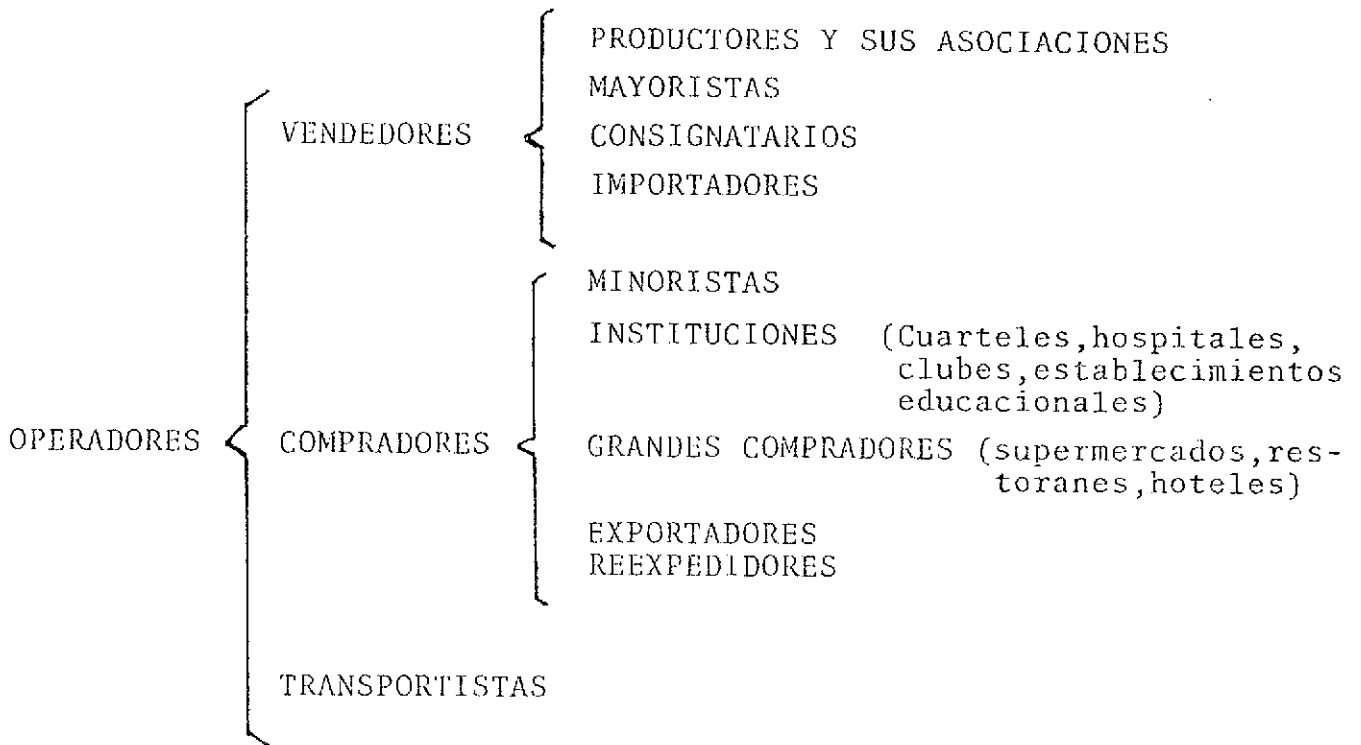 PRODUCTORES Y SUS ASOCIACIONES
MAYORISTAS
VENDEDORES
CONSIGNATARIOS
IMPORTADORES
MINORISTAS
INSTITUCIONES (Cuarteles,hospitales,
clubes,establecimientos
educacionales)
OPERADORES
COMPRADORES
GRANDES COMPRADORES (supermercados,res-
toranes,hoteles)
EXPORTADORES
REEXPEDIDORES
TRANSPORTISTAS